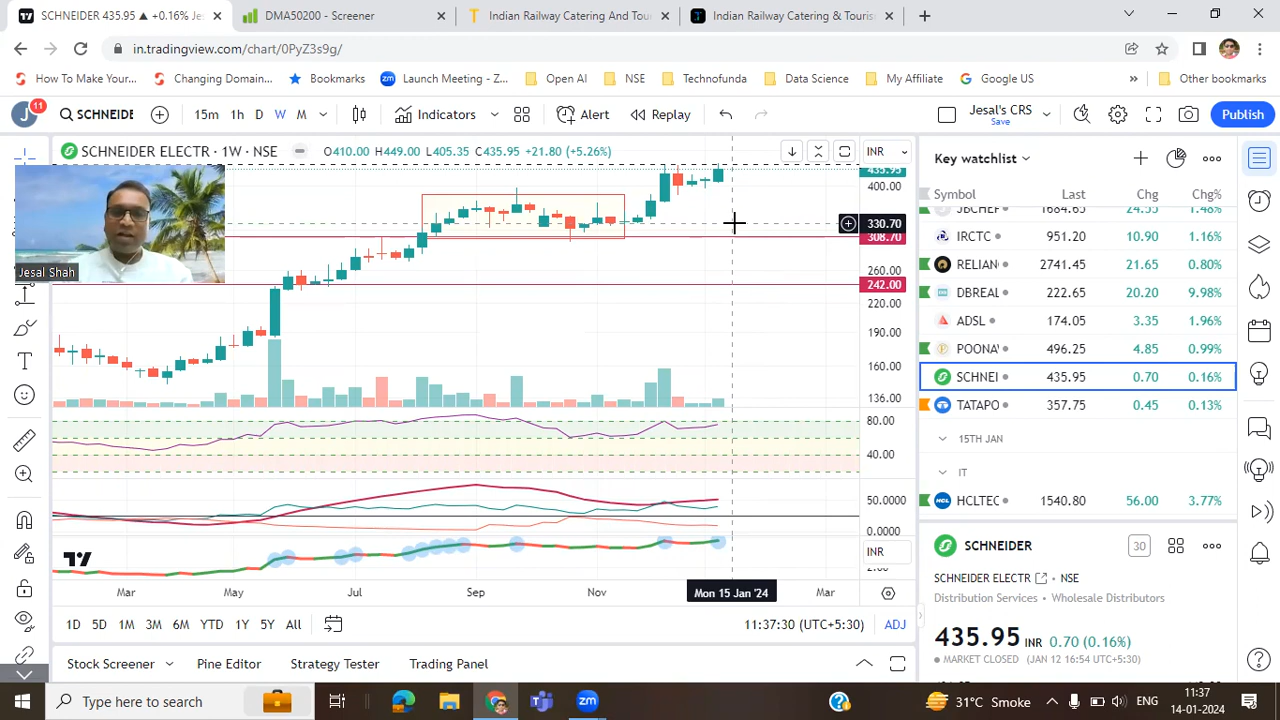 SCHNEIDER 435.95 ▲ +0.16% Jes
DMA50200 - Screener
Indian Railway Catering And Tou
Indian Railway Catering & Touris
in.tradingview.com/chart/0PyZ3s9g/
How To Make Your...
Changing Domain...
Bookmarks
Launch Meeting - Z...
Open AI
NSE
Technofunda
Data Science
My Affiliate
Google US
»
Other bookmarks
J
11
SCHNEIDE
15m
1h
D
W
M
Indicators
Alert
Replay
Jesal's CRS
Save
Publish
SCHNEIDER ELECTR · 1W · NSE
O410.00 H449.00 L405.35 C435.95 +21.80 (+5.26%)
INR
435.95
400.00
330.70
308.70
260.00
242.00
220.00
190.00
160.00
136.00
80.00
40.00
50.0000
0.0000
INR
2.00
Jesal Shah
Mar
May
Jul
Sep
Nov
Mon 15 Jan '24
Mar
1D
5D
1M
3M
6M
YTD
1Y
5Y
All
11:37:30 (UTC+5:30)
ADJ
Stock Screener
Pine Editor
Strategy Tester
Trading Panel
Key watchlist
Symbol Last Chg Chg%
JBCHEF 1684.65 24.55 1.48%
IRCTC 951.20 10.90 1.16%
RELIAN 2741.45 21.65 0.80%
DBREAL 222.65 20.20 9.98%
ADSL 174.05 3.35 1.96%
POONA 496.25 4.85 0.99%
SCHNEI 435.95 0.70 0.16%
TATAPO 357.75 0.45 0.13%
15TH JAN
IT
HCLTEC 1540.80 56.00 3.77%
SCHNEIDER
30
SCHNEIDER ELECTR
NSE
Distribution Services • Wholesale Distributors
435.95 INR 0.70 (0.16%)
MARKET CLOSED (JAN 12 16:54 UTC+5:30)
Type here to search
31°C Smoke
ENG
11:37
14-01-2024